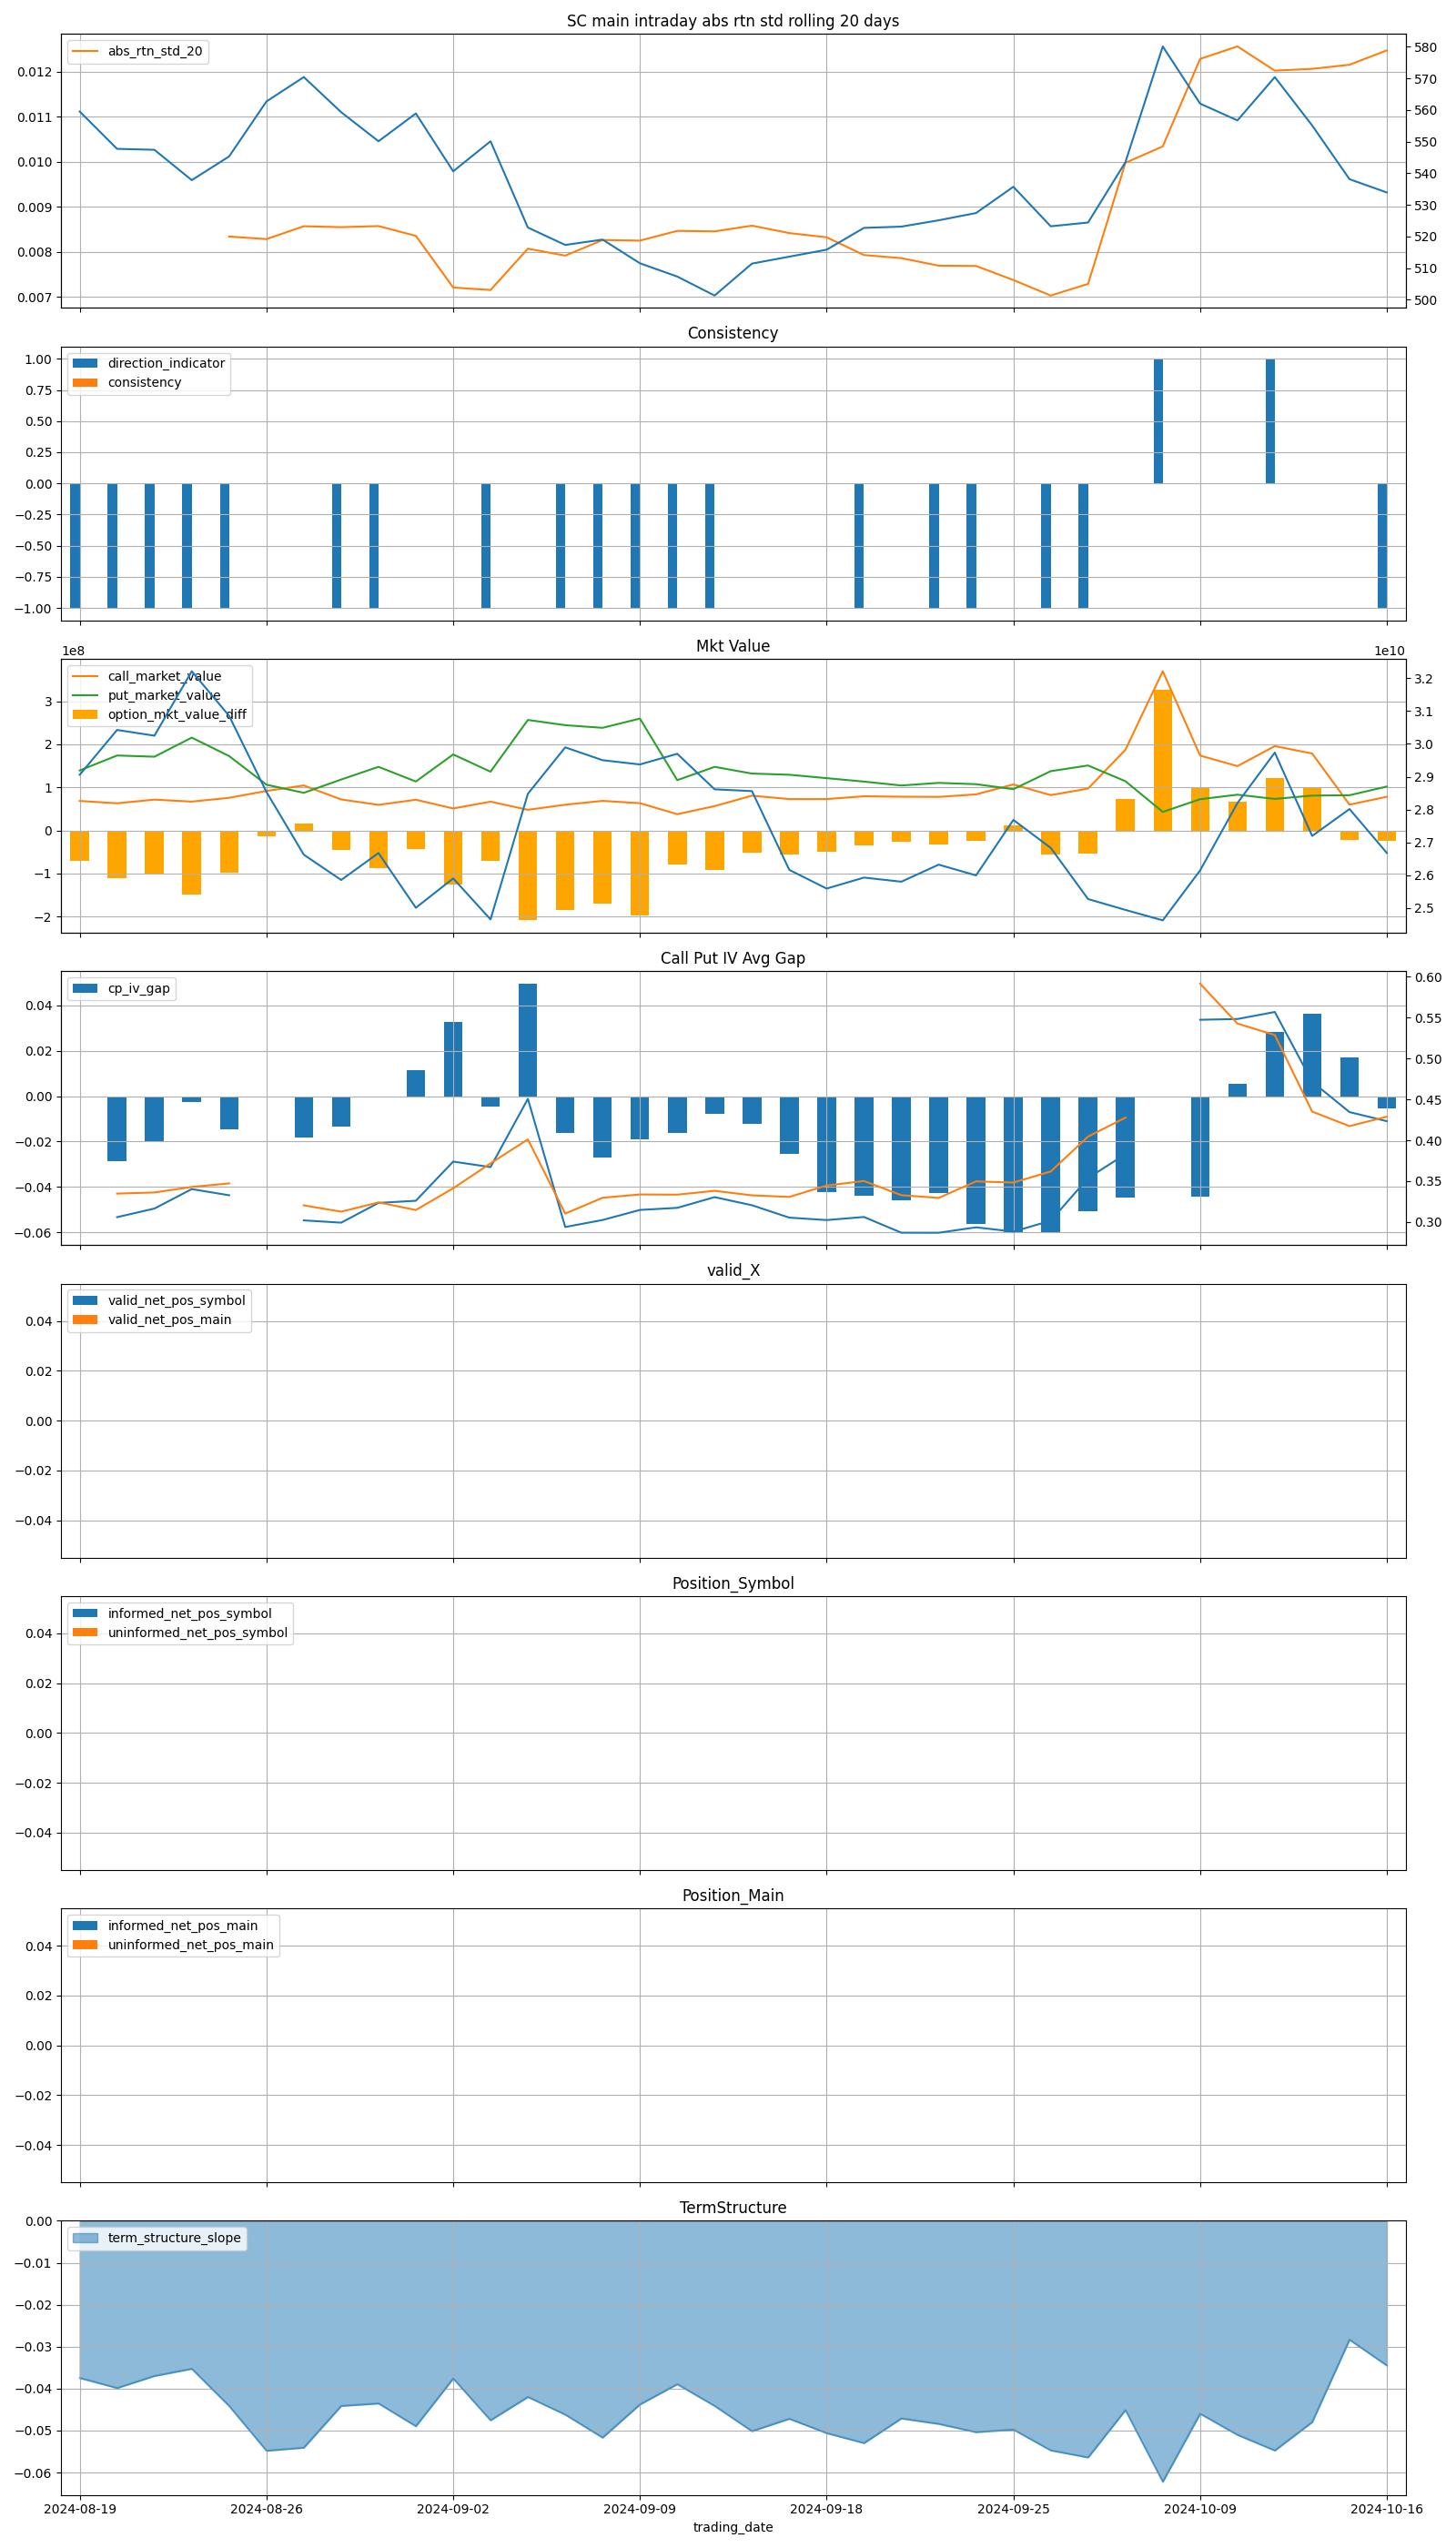 SC main intraday abs rtn std rolling 20 days
abs_rtn_std_20
0.012
0.011
0.010
0.009
0.008
0.007
580
570
560
550
540
530
520
510
500
Consistency
direction_indicator
consistency
1.00
0.75
0.50
0.25
0.00
−0.25
−0.50
−0.75
−1.00
Mkt Value
1e8
1e10
call_market_value
put_market_value
option_mkt_value_diff
3
2
1
0
−1
−2
3.2
3.1
3.0
2.9
2.8
2.7
2.6
2.5
Call Put IV Avg Gap
cp_iv_gap
0.04
0.02
0.00
−0.02
−0.04
−0.06
0.60
0.55
0.50
0.45
0.40
0.35
0.30
valid_X
valid_net_pos_symbol
valid_net_pos_main
0.04
0.02
0.00
−0.02
−0.04
Position_Symbol
informed_net_pos_symbol
uninformed_net_pos_symbol
0.04
0.02
0.00
−0.02
−0.04
Position_Main
informed_net_pos_main
uninformed_net_pos_main
0.04
0.02
0.00
−0.02
−0.04
TermStructure
term_structure_slope
0.00
−0.01
−0.02
−0.03
−0.04
−0.05
−0.06
2024-08-19 2024-08-26 2024-09-02 2024-09-09 2024-09-18 2024-09-25 2024-10-09 2024-10-16
trading_date